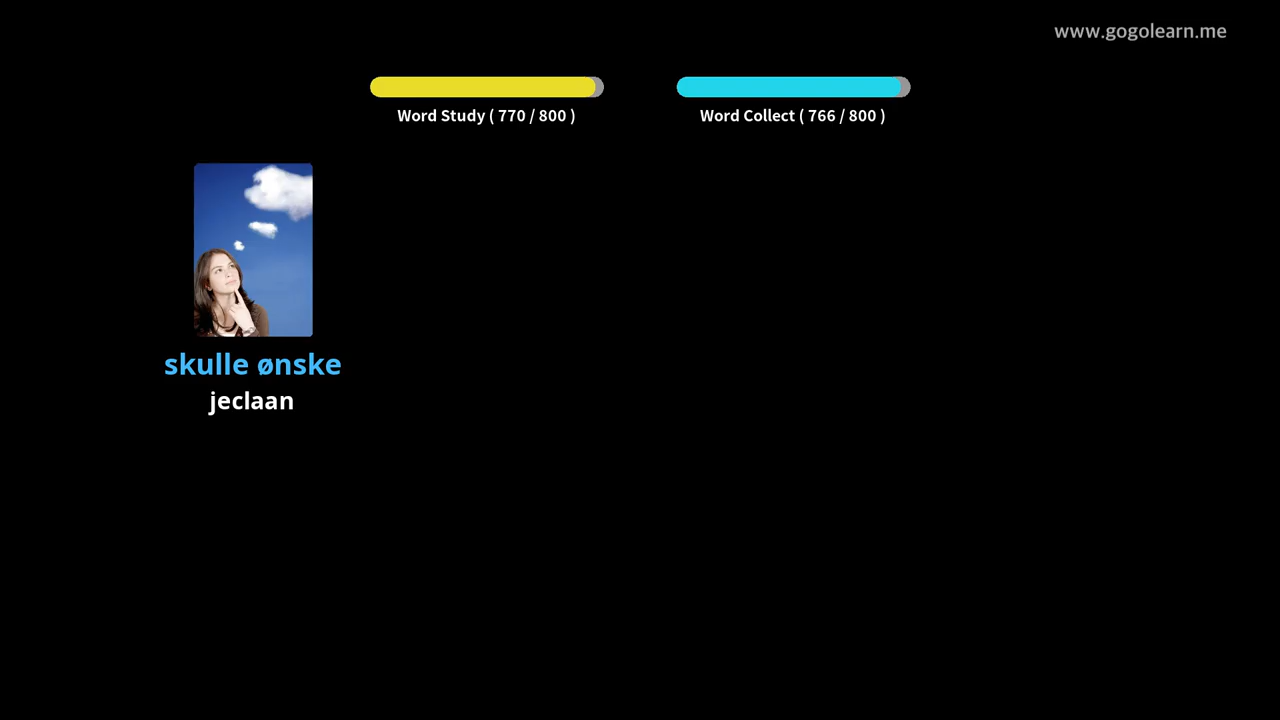 www.gogolearn.me
Word Study ( 770 / 800 )
Word Collect ( 766 / 800 )
skulle ønske
jeclaan